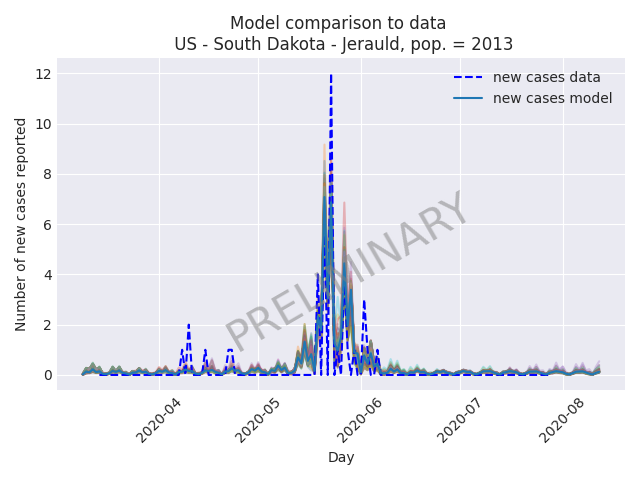 Model comparison to data
US - South Dakota - Jerauld, pop. = 2013
new cases data
new cases model
12
10
8
6
4
2
0
Number of new cases reported
PRELIMINARY
2020-04
2020-05
2020-06
2020-07
2020-08
Day